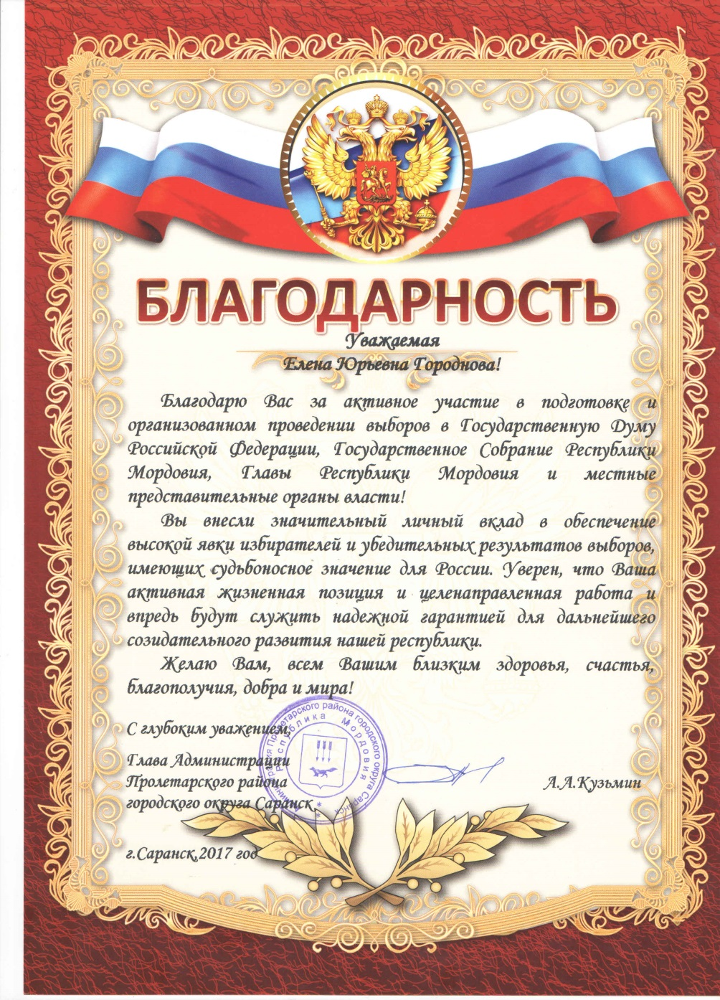 БЛАГОДАРНОСТЬ
Уважаемая
Елена Юрьевна Городнова!
Благодарю Вас за активное участие в подготовке и
организованном проведении выборов в Государственную Думу
Российской Федерации, Государственное Собрание Республики
Мордовия, Главы Республики Мордовия и местные
представительные органы власти!
Вы внесли значительный личный вклад в обеспечение
высокой явки избирателей и убедительных результатов выборов,
имеющих судьбоносное значение для России. Уверен, что Ваша
активная жизненная позиция и целенаправленная работа и
впредь будут служить надежной гарантией для дальнейшего
созидательного развития нашей республики.
Желаю Вам, всем Вашим близким здоровья, счастья,
благополучия, добра и мира!
С глубоким уважением,
Глава Администрации
Пролетарского района
городского округа Саранск
А.А.Кузьмин
Администрация Пролетарского района городского округа Саранск
Республика Мордовия
г.Саранск,2017 год